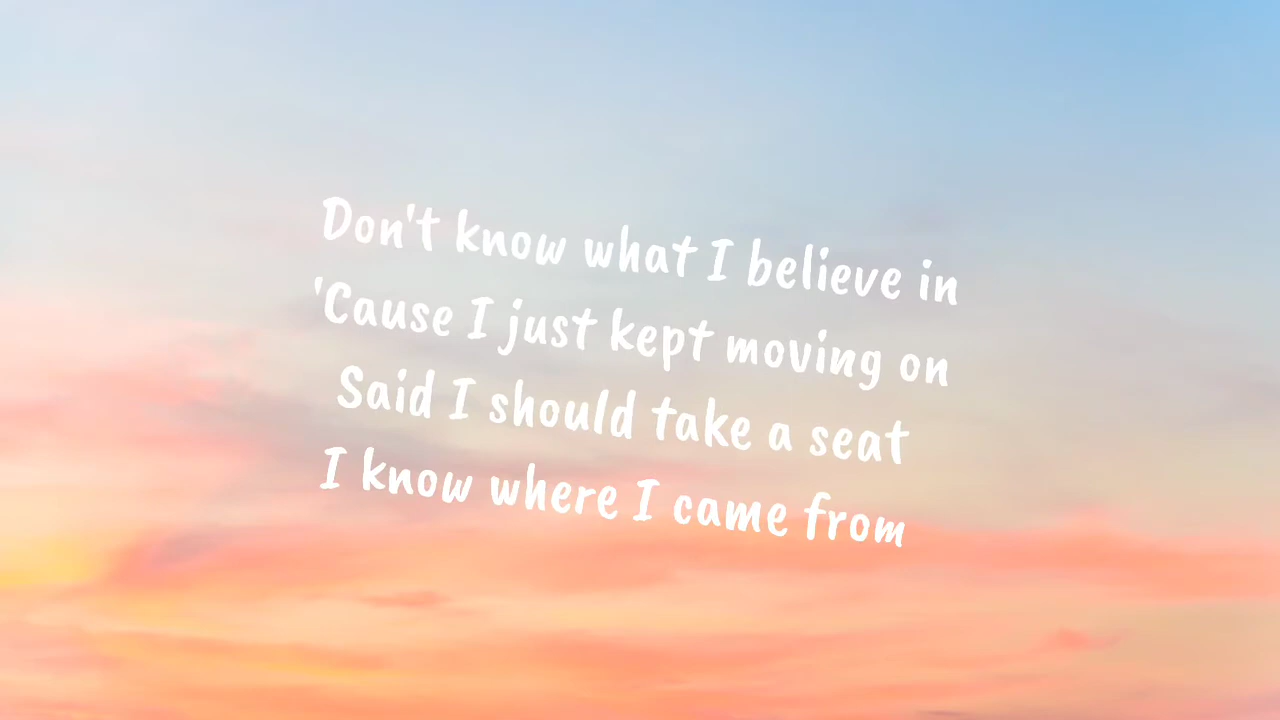 Don't know what I believe in
'Cause I just kept moving on
Said I should take a seat
I know where I came from